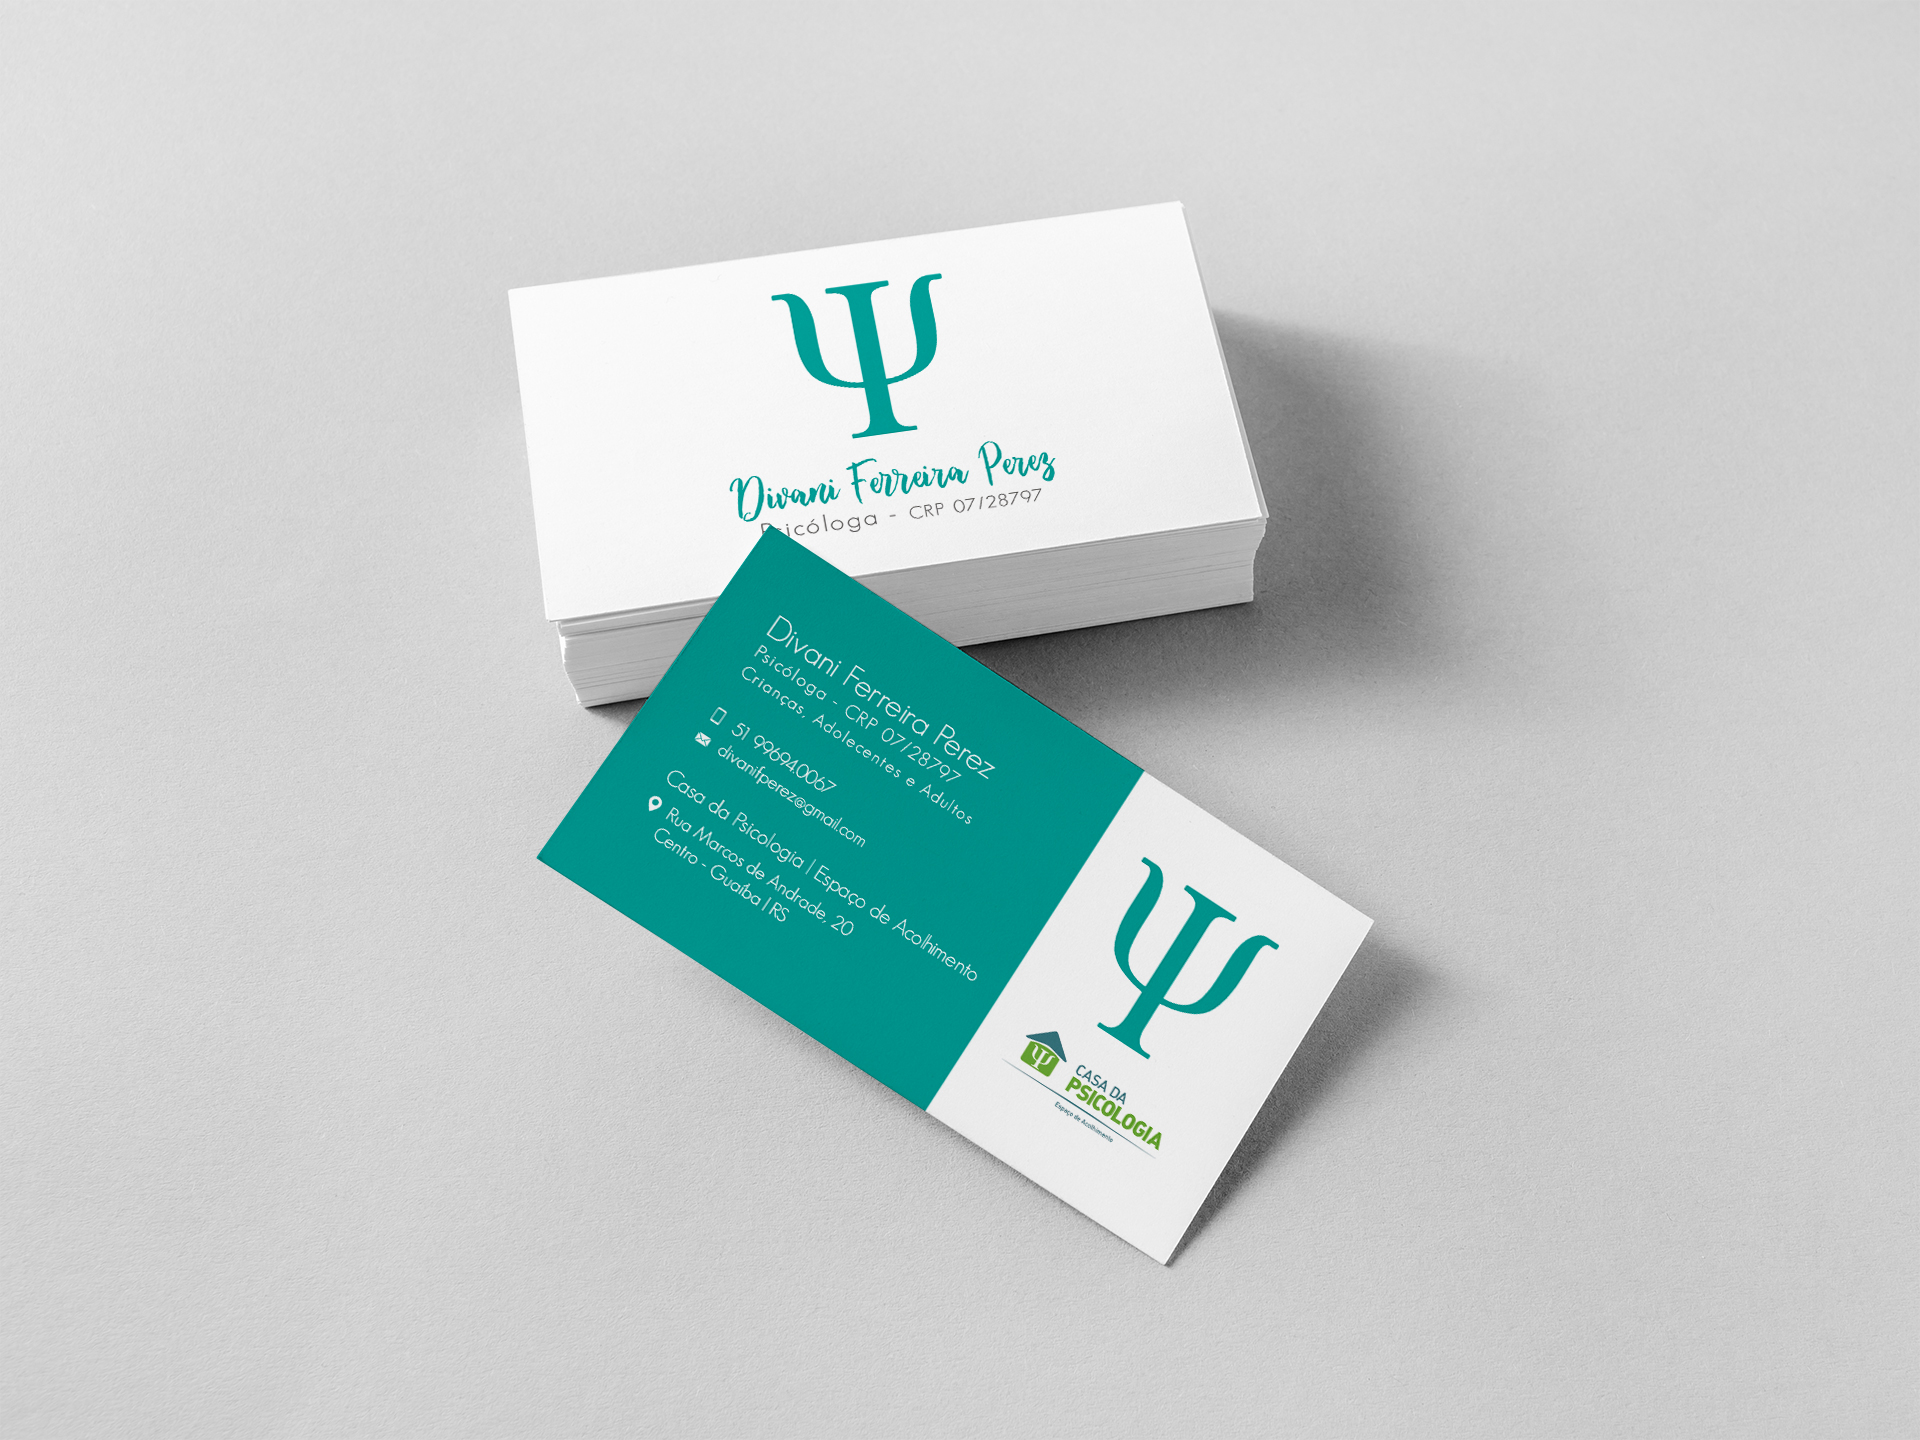 Ψ
Divani Ferreira Perez
Psicóloga - CRP 07/28797
Divani Ferreira Perez
Psicóloga - CRP 07/28797
Crianças, Adolecentes e Adultos
51 99694.0067
divanifperez@gmail.com
Casa da Psicologia | Espaço de Acolhimento
Rua Marcos de Andrade, 20
Centro - Guaíba | RS
Ψ
Ψ
CASA DA
PSICOLOGIA
Espaço de Acolhimento